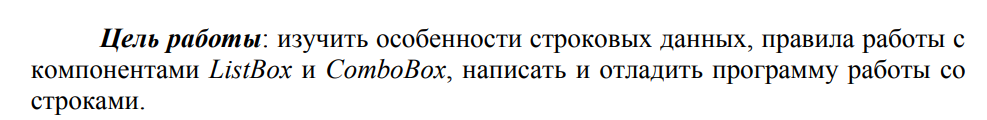 Цель работы: изучить особенности строковых данных, правила работы с
компонентами ListBox и ComboBox, написать и отладить программу работы со
строками.